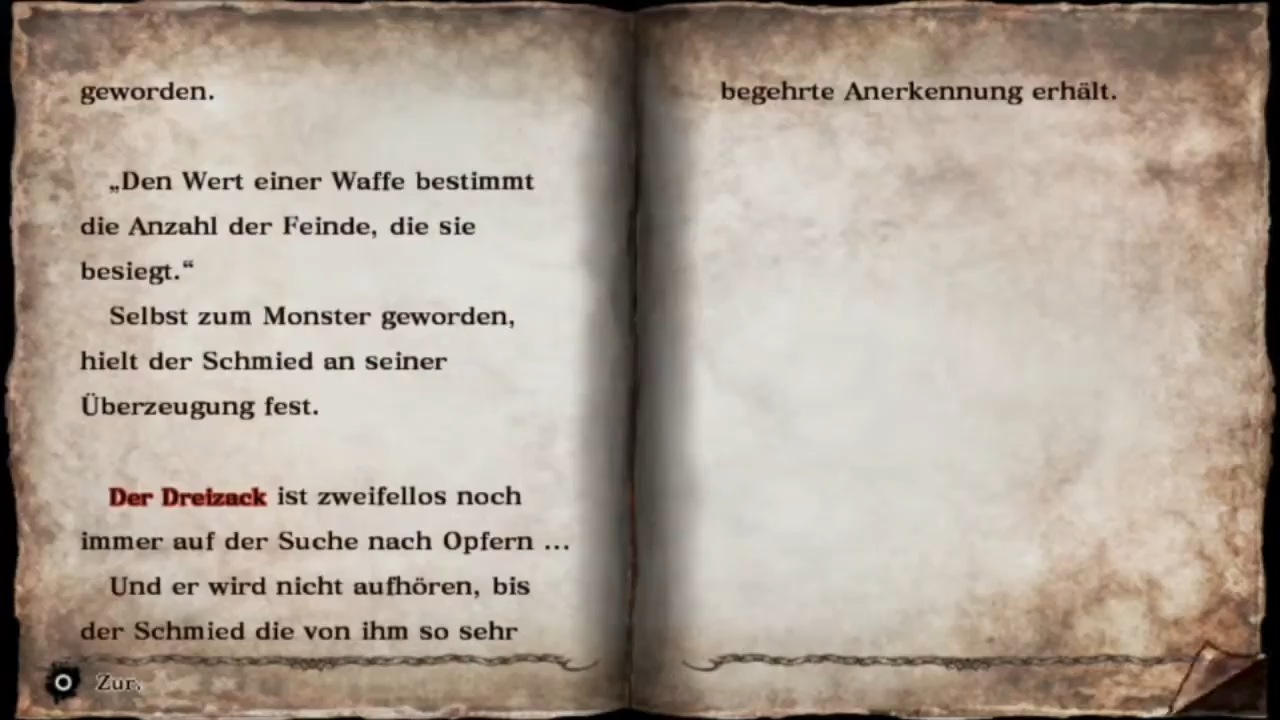 geworden.
„Den Wert einer Waffe bestimmt
die Anzahl der Feinde, die sie
besiegt.“
Selbst zum Monster geworden,
hielt der Schmied an seiner
Überzeugung fest.
Der Dreizack ist zweifellos noch
immer auf der Suche nach Opfern ...
Und er wird nicht aufhören, bis
der Schmied die von ihm so sehr
begehrte Anerkennung erhält.
Zur.